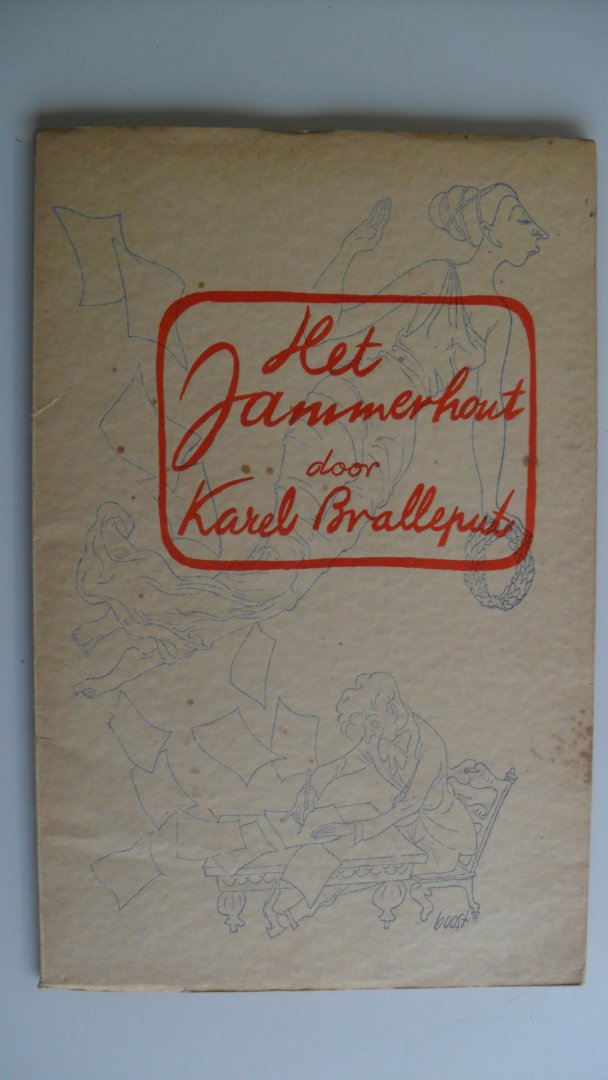 Het
Jammerhout
door
Karel Bralleput
boost